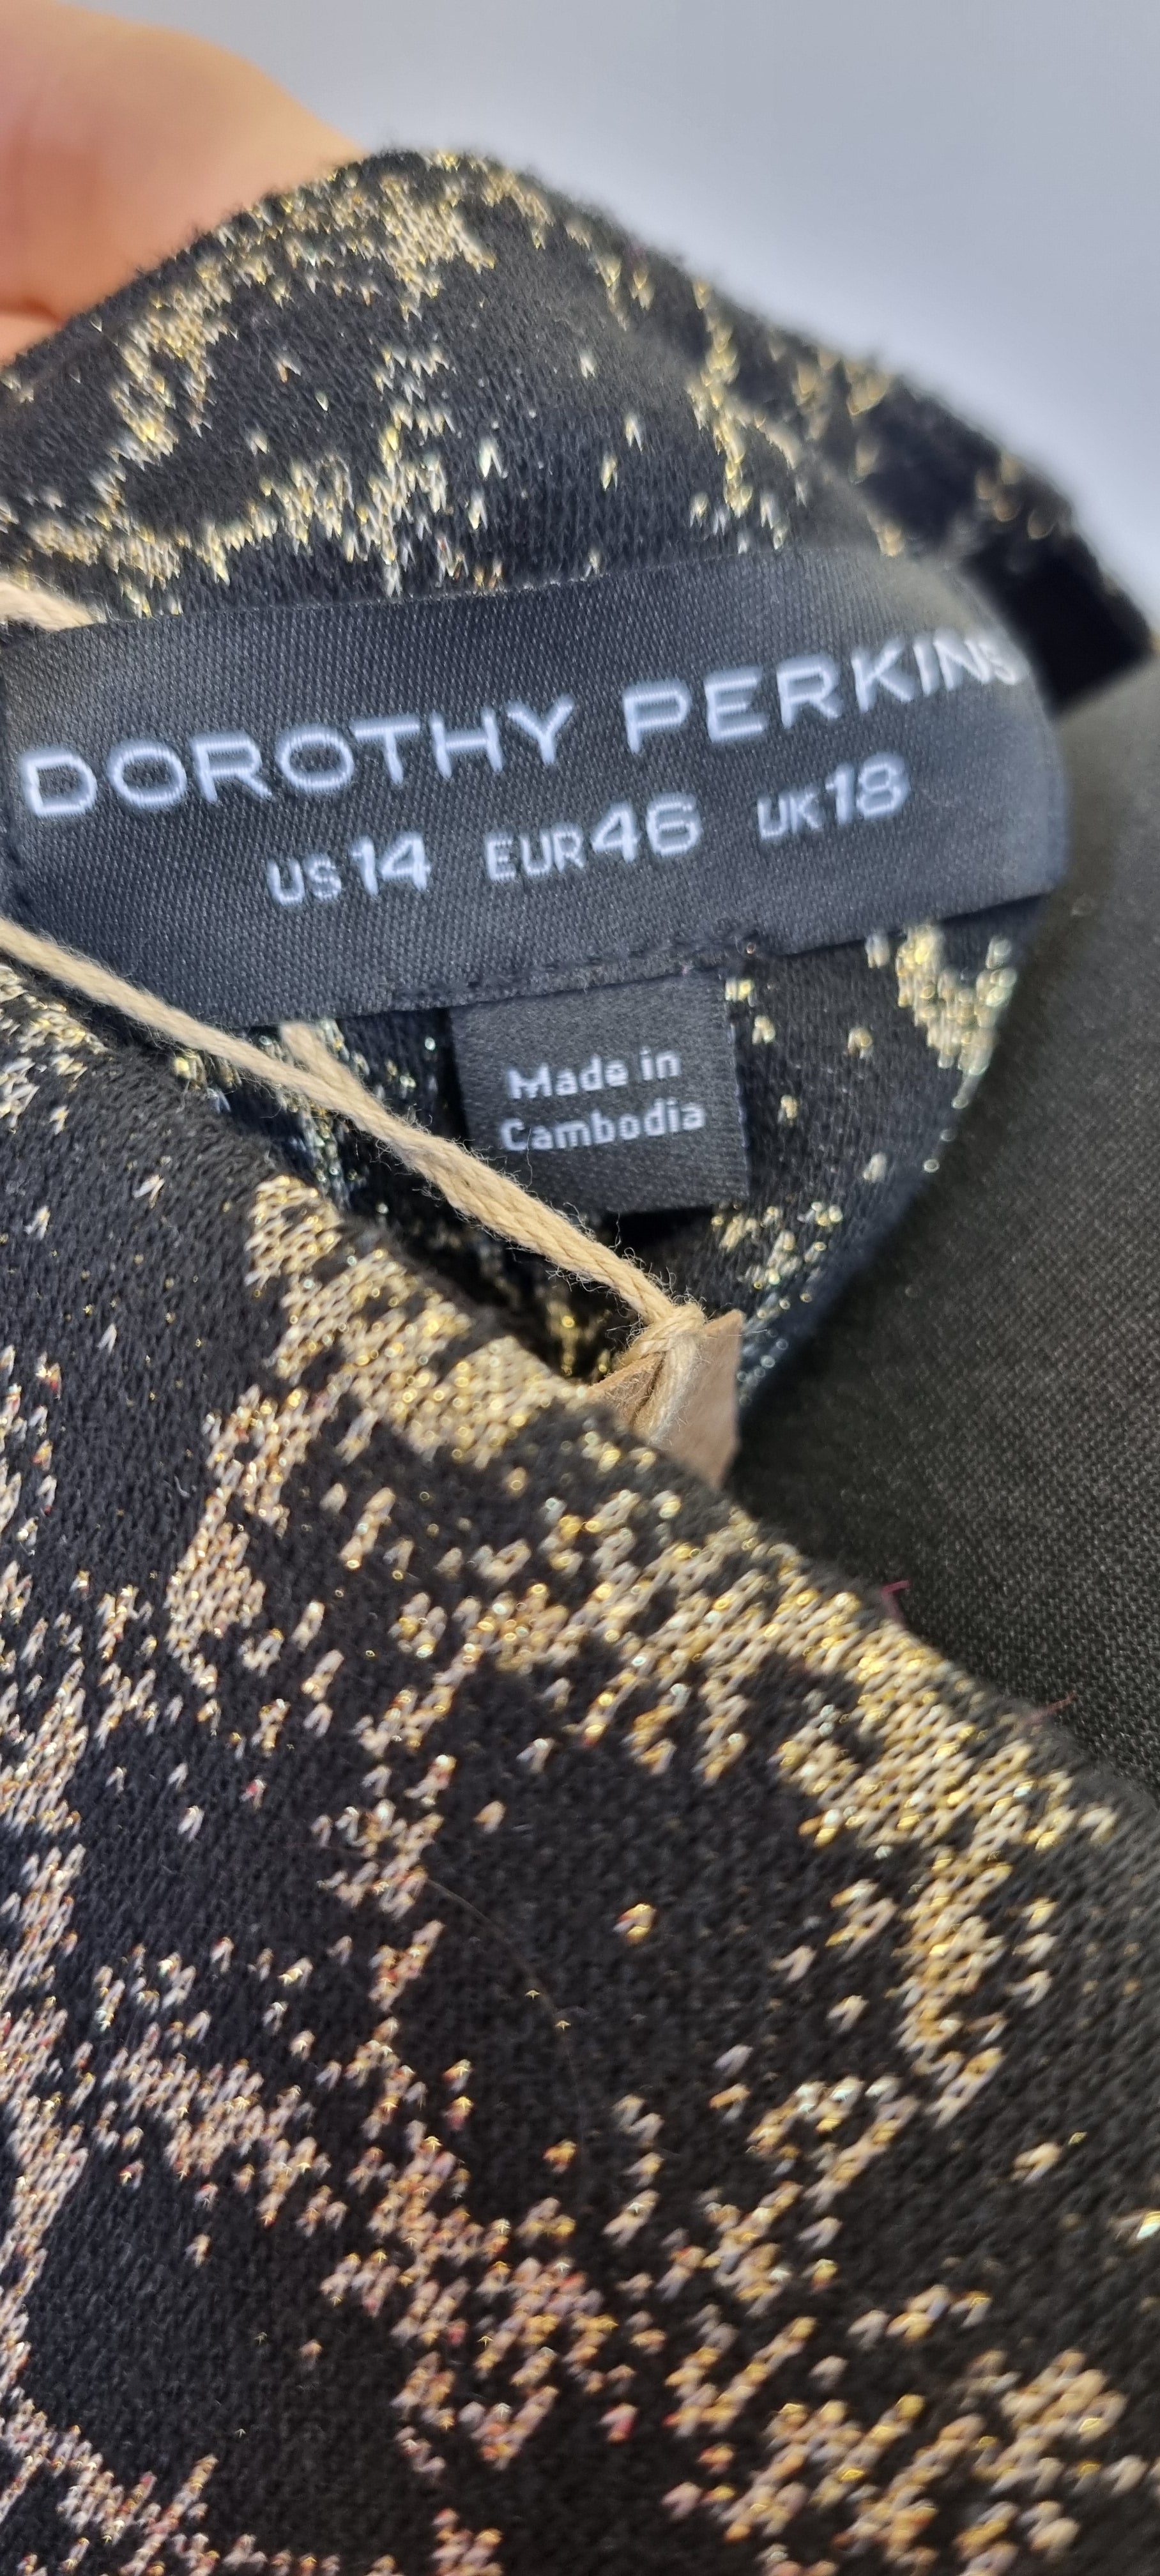 DOROTHY PERKINS
US 14 EUR 46 UK 18
Made in
Cambodia